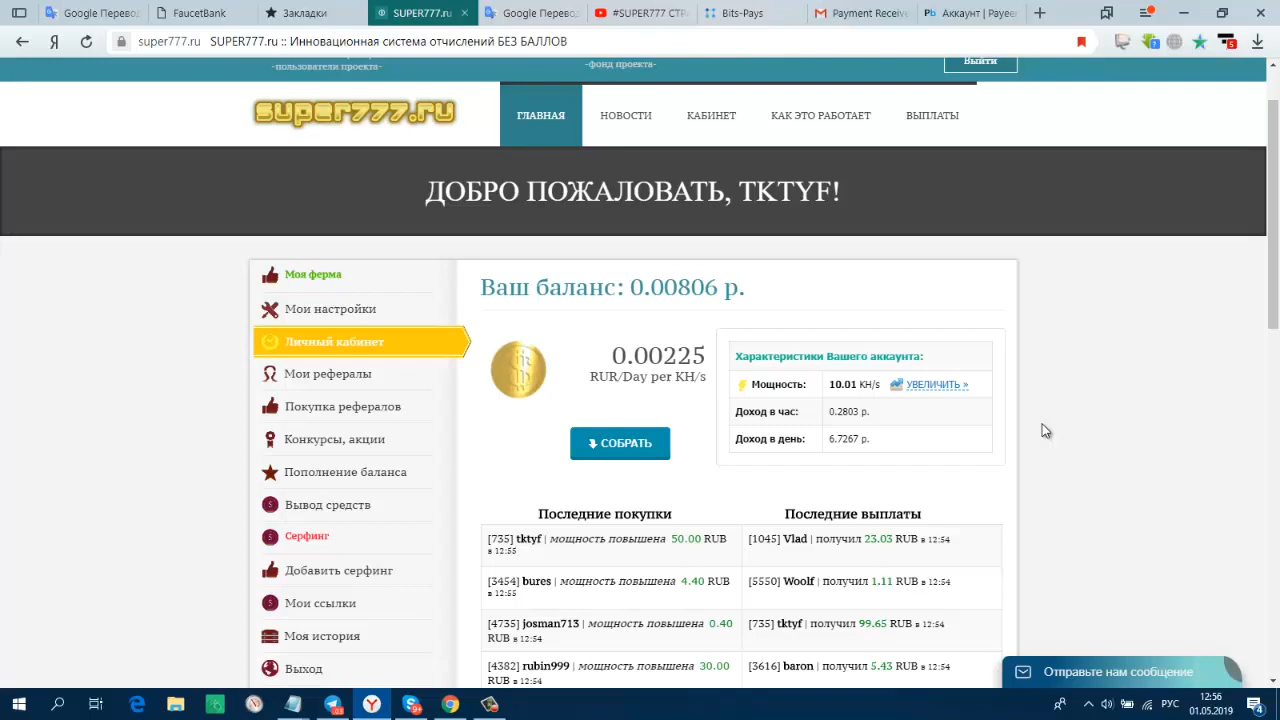 Google Перевод
FaucetBank
Закладки
SUPER777.ru
Google Перевод
*SUPER777 СТР
Bits-Pays
Payment Receive
Аккаунт | Payee
super777.ru SUPER777.ru :: Инновационная система отчислений БЕЗ БАЛЛОВ
7
5
-пользователи проекта-
-фонд проекта-
Выйти
super777.ru
ГЛАВНАЯ
НОВОСТИ
КАБИНЕТ
КАК ЭТО РАБОТАЕТ
ВЫПЛАТЫ
ДОБРО ПОЖАЛОВАТЬ, TKTYF!
Моя ферма
Мои настройки
Личный кабинет
Мои рефералы
Покупка рефералов
Конкурсы, акции
Пополнение баланса
Вывод средств
Серфинг
Добавить серфинг
Мои ссылки
Моя история
Выход
Ваш баланс: 0.00806 р.
0.00225
RUR/Day per KH/s
СОБРАТЬ
Характеристики Вашего аккаунта:
Мощность: 10.01 KH/s УВЕЛИЧИТЬ »
Доход в час: 0.2803 р.
Доход в день: 6.7267 р.
Последние покупки
[735] tktyf | мощность повышена 50.00 RUB
в 12:55
[3454] bures | мощность повышена 4.40 RUB
в 12:55
[4735] josman713 | мощность повышена 0.40
RUB в 12:54
[4382] rubin999 | мощность повышена 30.00
RUB в 12:54
Последние выплаты
[1045] Vlad | получил 23.03 RUB в 12:54
[5550] Woolf | получил 1.11 RUB в 12:54
[735] tktyf | получил 99.65 RUB в 12:54
[3616] baron | получил 5.43 RUB в 12:54
Отправьте нам сообщение
РУС
12:56
01.05.2019
4